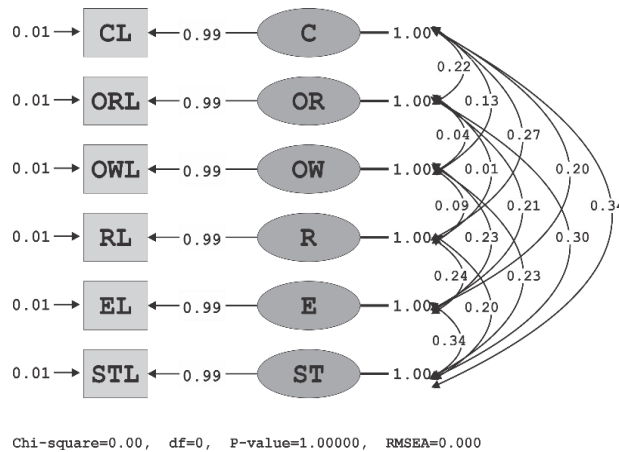 0.01 CL 0.99 C 1.00
0.22
0.01 ORL 0.99 OR 1.00 0.13
0.04 0.27
0.01 OWL 0.99 OW 1.00 0.01 0.20
0.09 0.21 0.34
0.01 RL 0.99 R 1.00 0.23 0.30
0.24 0.23
0.01 EL 0.99 E 1.00 0.20
0.34
0.01 STL 0.99 ST 1.00
Chi-square=0.00, df=0, P-value=1.00000, RMSEA=0.000